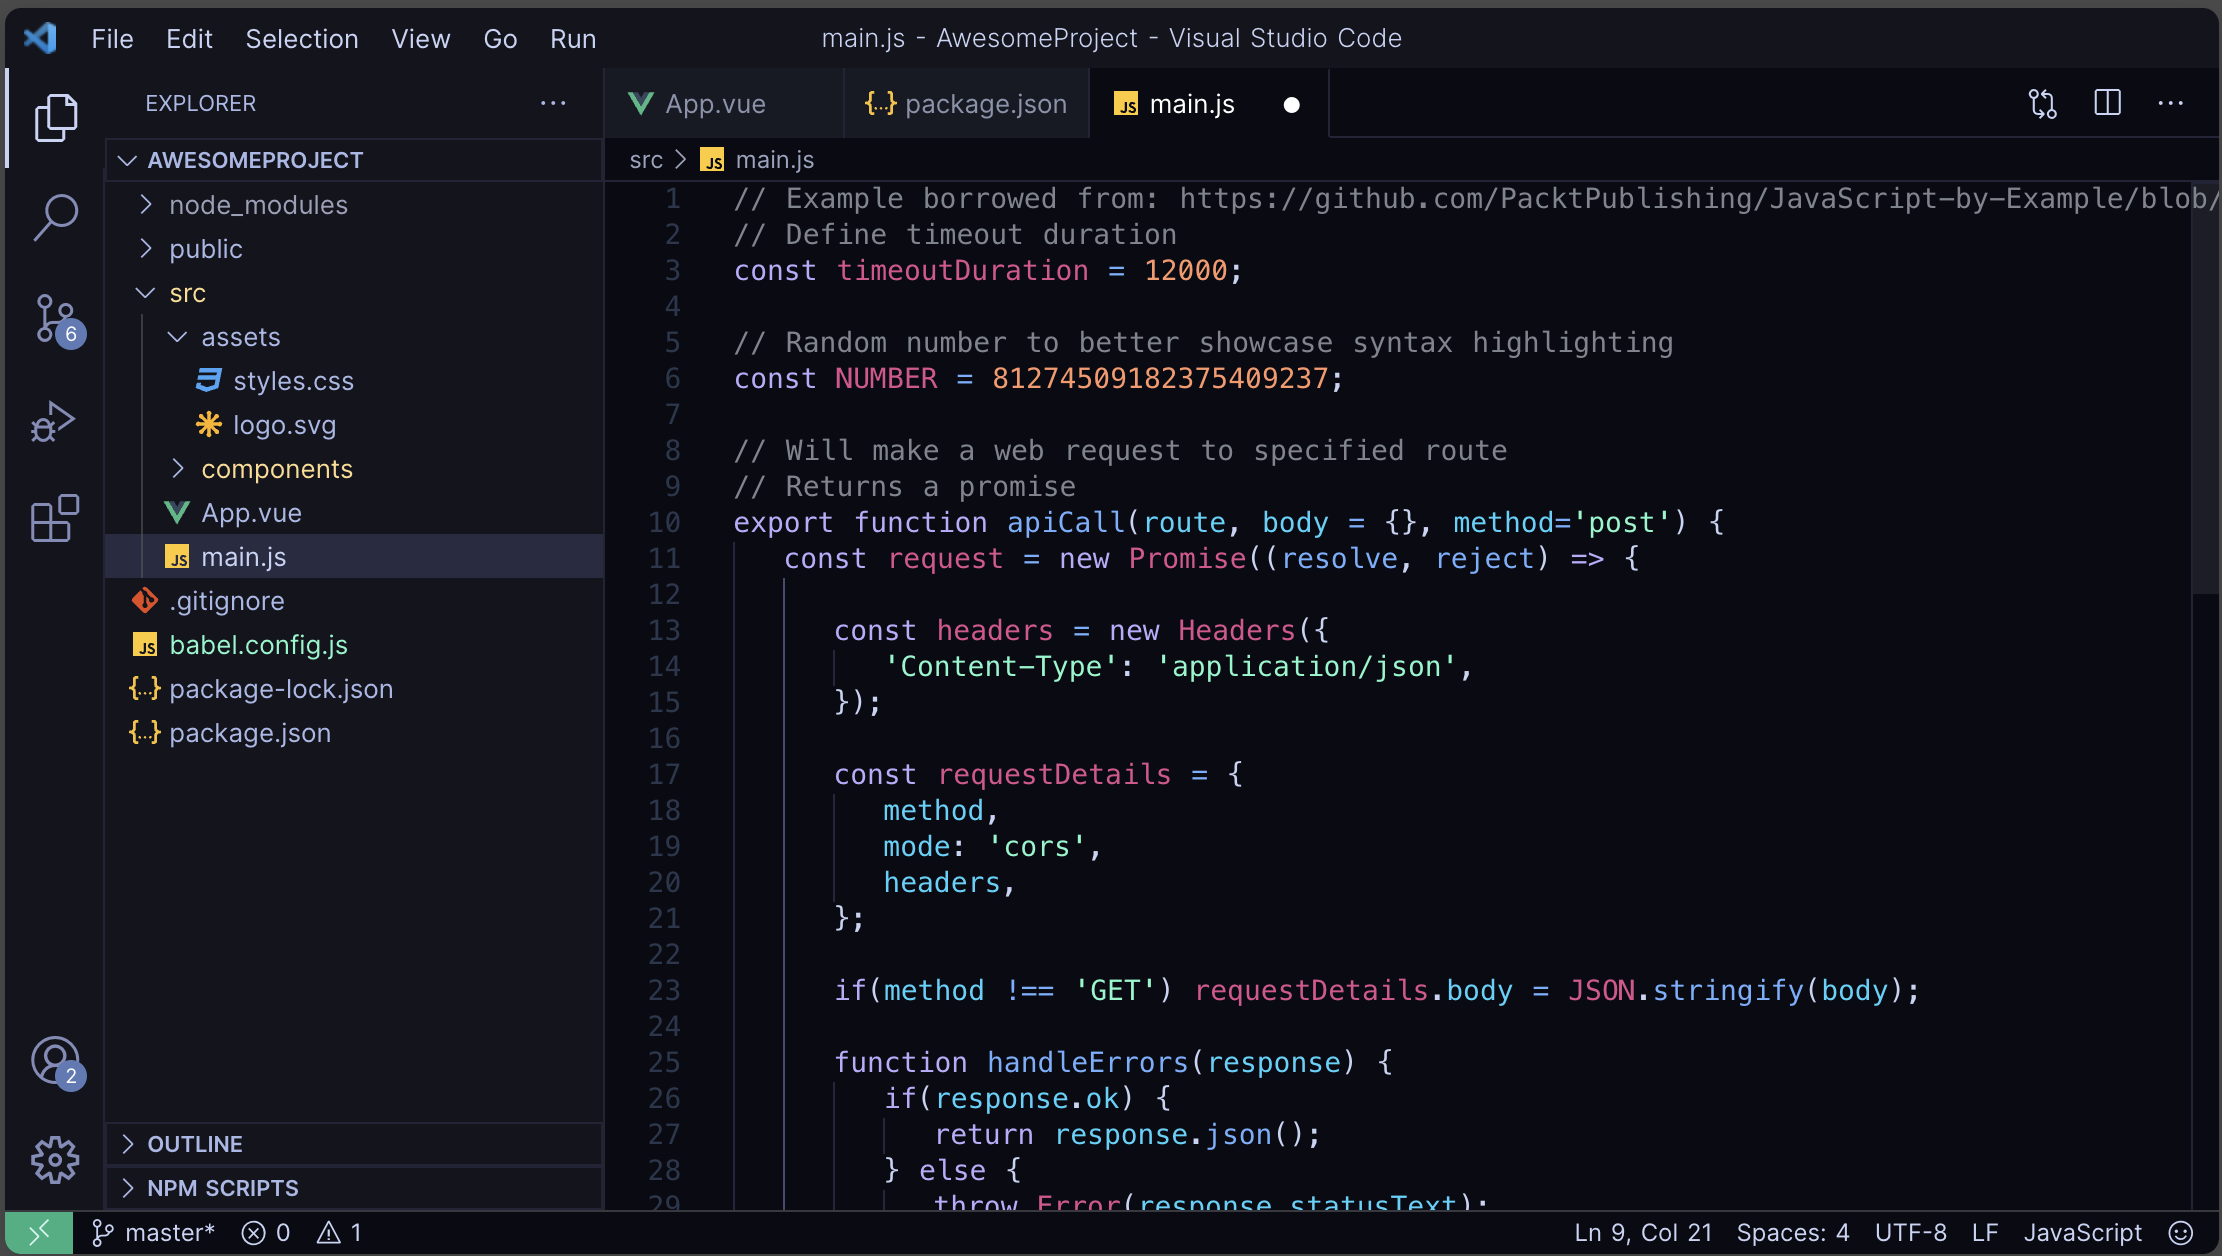 File Edit Selection View Go Run
main.js - AwesomeProject - Visual Studio Code
EXPLORER
AWESOMEPROJECT
node_modules
public
src
assets
styles.css
logo.svg
components
App.vue
main.js
.gitignore
babel.config.js
package-lock.json
package.json
OUTLINE
NPM SCRIPTS
6
2
App.vue
package.json
main.js
src main.js
1 // Example borrowed from: https://github.com/PacktPublishing/JavaScript-by-Example/blob/
2 // Define timeout duration
3 const timeoutDuration = 12000;
4
5 // Random number to better showcase syntax highlighting
6 const NUMBER = 81274509182375409237;
7
8 // Will make a web request to specified route
9 // Returns a promise
10 export function apiCall(route, body = {}, method='post') {
11 const request = new Promise((resolve, reject) => {
12
13 const headers = new Headers({
14 'Content-Type': 'application/json',
15 });
16
17 const requestDetails = {
18 method,
19 mode: 'cors',
20 headers,
21 };
22
23 if(method !== 'GET') requestDetails.body = JSON.stringify(body);
24
25 function handleErrors(response) {
26 if(response.ok) {
27 return response.json();
28 } else {
29 throw Error(response.statusText);
master* 0 1
Ln 9, Col 21 Spaces: 4 UTF-8 LF JavaScript